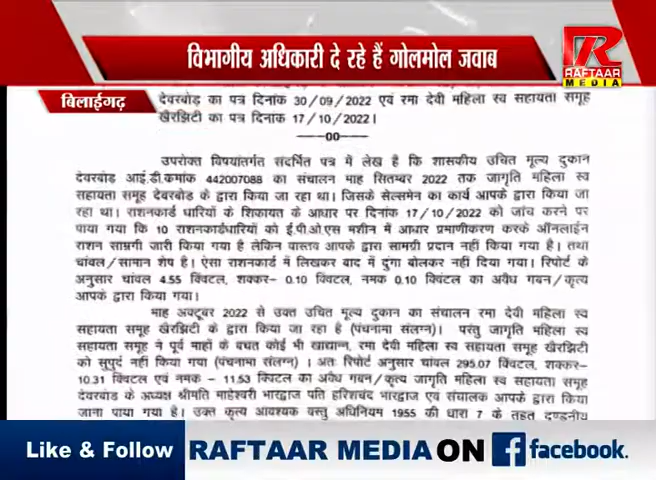 विभागीय अधिकारी दे रहे हैं गोलमोल जवाब
RAFTAAR
MEDIA
बिलाईगढ़
देवरबोड़ का पत्र दिनांक 30/09/2022 एवं रमा देवी महिला स्व सहायता समूह
खैरझिटी का पत्र दिनांक 17/10/2022।
--00--
उपरोक्त विषयांतर्गत संदर्भित पत्र में लेख है कि शासकीय उचित मूल्य दुकान
देवरबोड आई.डी.कमांक 442007088 का संचालन माह सितम्बर 2022 तक जागृति महिला स्व
सहायता समूह देवरबोड के द्वारा किया जा रहा था। जिसके सेल्समेन का कार्य आपके द्वारा किया जा
रहा था। राशनकार्ड धारियों के शिकायत के आधार पर दिनांक 17/10/2022 को जांच करने पर
पाया गया कि 10 राशनकार्डधारियों को ई.पी.ओ.एस मशीन में आधार प्रमाणीकरण करके ऑनलाईन
राशन साम्रगी जारी किया गया है लेकिन वास्तव आपके द्वारा सामग्री प्रदान नहीं किया गया है। तथा
चांवल/सामान शेष है। ऐसा राशनकार्ड में लिखकर बाद में दुंगा बोलकर नहीं दिया गया। रिपोर्ट के
अनुसार चांवल 4.55 क्विंटल, शक्कर- 0.10 क्विंटल, नमक 0.10 क्विंटल का अवैध गबन/कृत्य
आपके द्वारा किया गया।
माह अक्टूबर 2022 से उक्त उचित मूल्य दुकान का संचालन रमा देवी महिला स्व
सहायता समूह खैरझिटी के द्वारा किया जा रहा है (पंचनामा संलग्न)। परंतु जागृति महिला स्व
सहायता समूह ने पूर्व माहों के बचत कोई भी खाद्यान्न, रमा देवी महिला स्व सहायता समूह खैरझिटी
को सुपुर्द नहीं किया गया (पंचनामा संलग्न)। अतः रिपोर्ट अनुसार चांवल 295.07 क्विंटल, शक्कर-
10.31 क्विंटल एवं नमक - 11.53 क्विंटल का अवैध गबन/कृत्य जागृति महिला स्व सहायता समूह
देवरबोड के अध्यक्ष श्रीमति माहेश्वरी भारद्वाज पति हरिशचंद भारद्वाज एवं संचालक आपके द्वारा किया
जाना पाया गया है। उक्त कृत्य आवश्यक वस्तु अधिनियम 1955 की धारा 7 के तहत दण्डनीय
Like & Follow RAFTAAR MEDIA ON facebook.